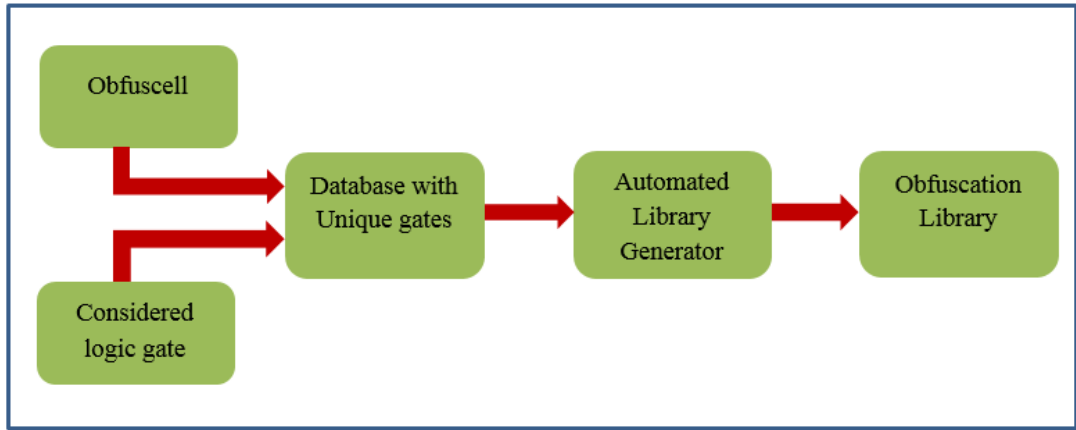 Obfuscell
Considered
logic gate
Database with
Unique gates
Automated
Library
Generator
Obfuscation
Library